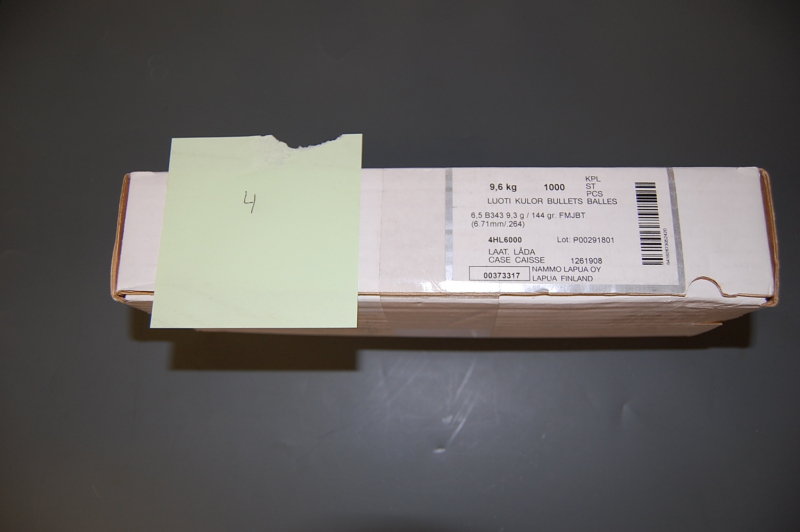 4
9,6 kg 1000 KPL
ST
PCS
LUOTI KULOR BULLETS BALLES
6,5 B343 9,3 g / 144 gr. FMJBT
(6.71mm/.264)
4HL6000 Lot: P00291801
LAAT. LÅDA
CASE CAISSE 1261908
00373317 NAMMO LAPUA OY
LAPUA FINLAND